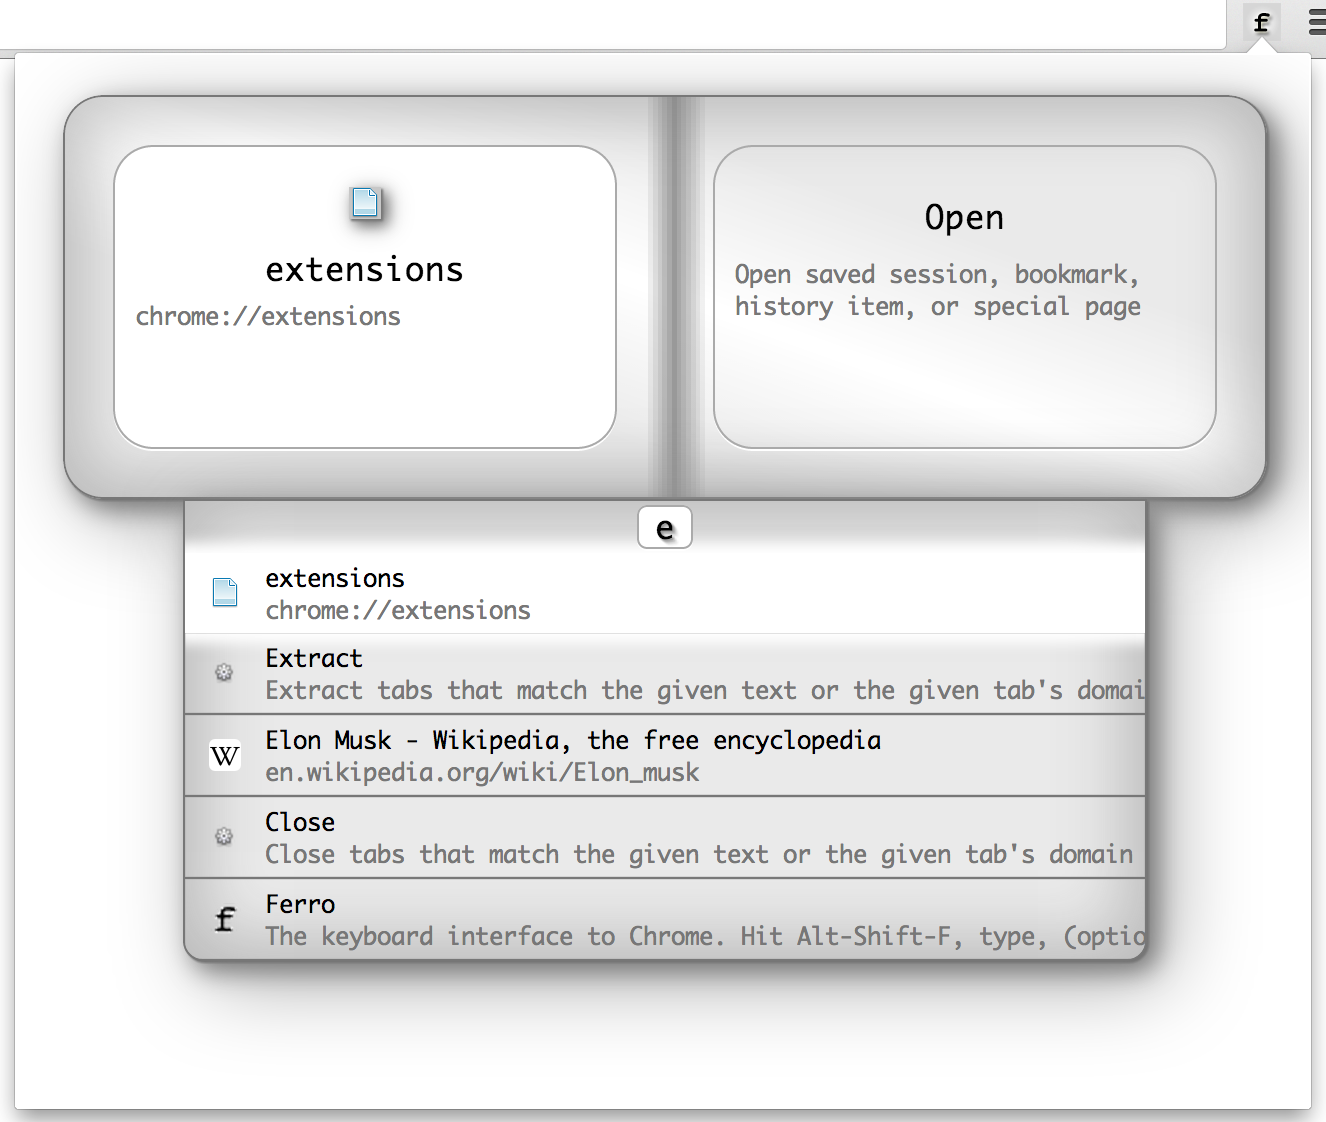 f
extensions
chrome://extensions
Open
Open saved session, bookmark,
history item, or special page
e
extensions
chrome://extensions
Extract
Extract tabs that match the given text or the given tab's domai
W
Elon Musk - Wikipedia, the free encyclopedia
en.wikipedia.org/wiki/Elon_musk
Close
Close tabs that match the given text or the given tab's domain
f
Ferro
The keyboard interface to Chrome. Hit Alt-Shift-F, type, (optio